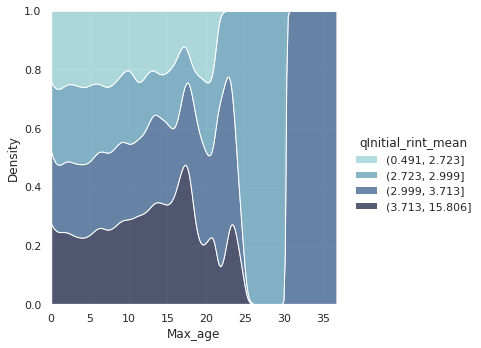 1.0
0.8
0.6
0.4
0.2
0.0
Density
0 5 10 15 20 25 30 35
Max_age
qInitial_rint_mean
(0.491, 2.723]
(2.723, 2.999]
(2.999, 3.713]
(3.713, 15.806]